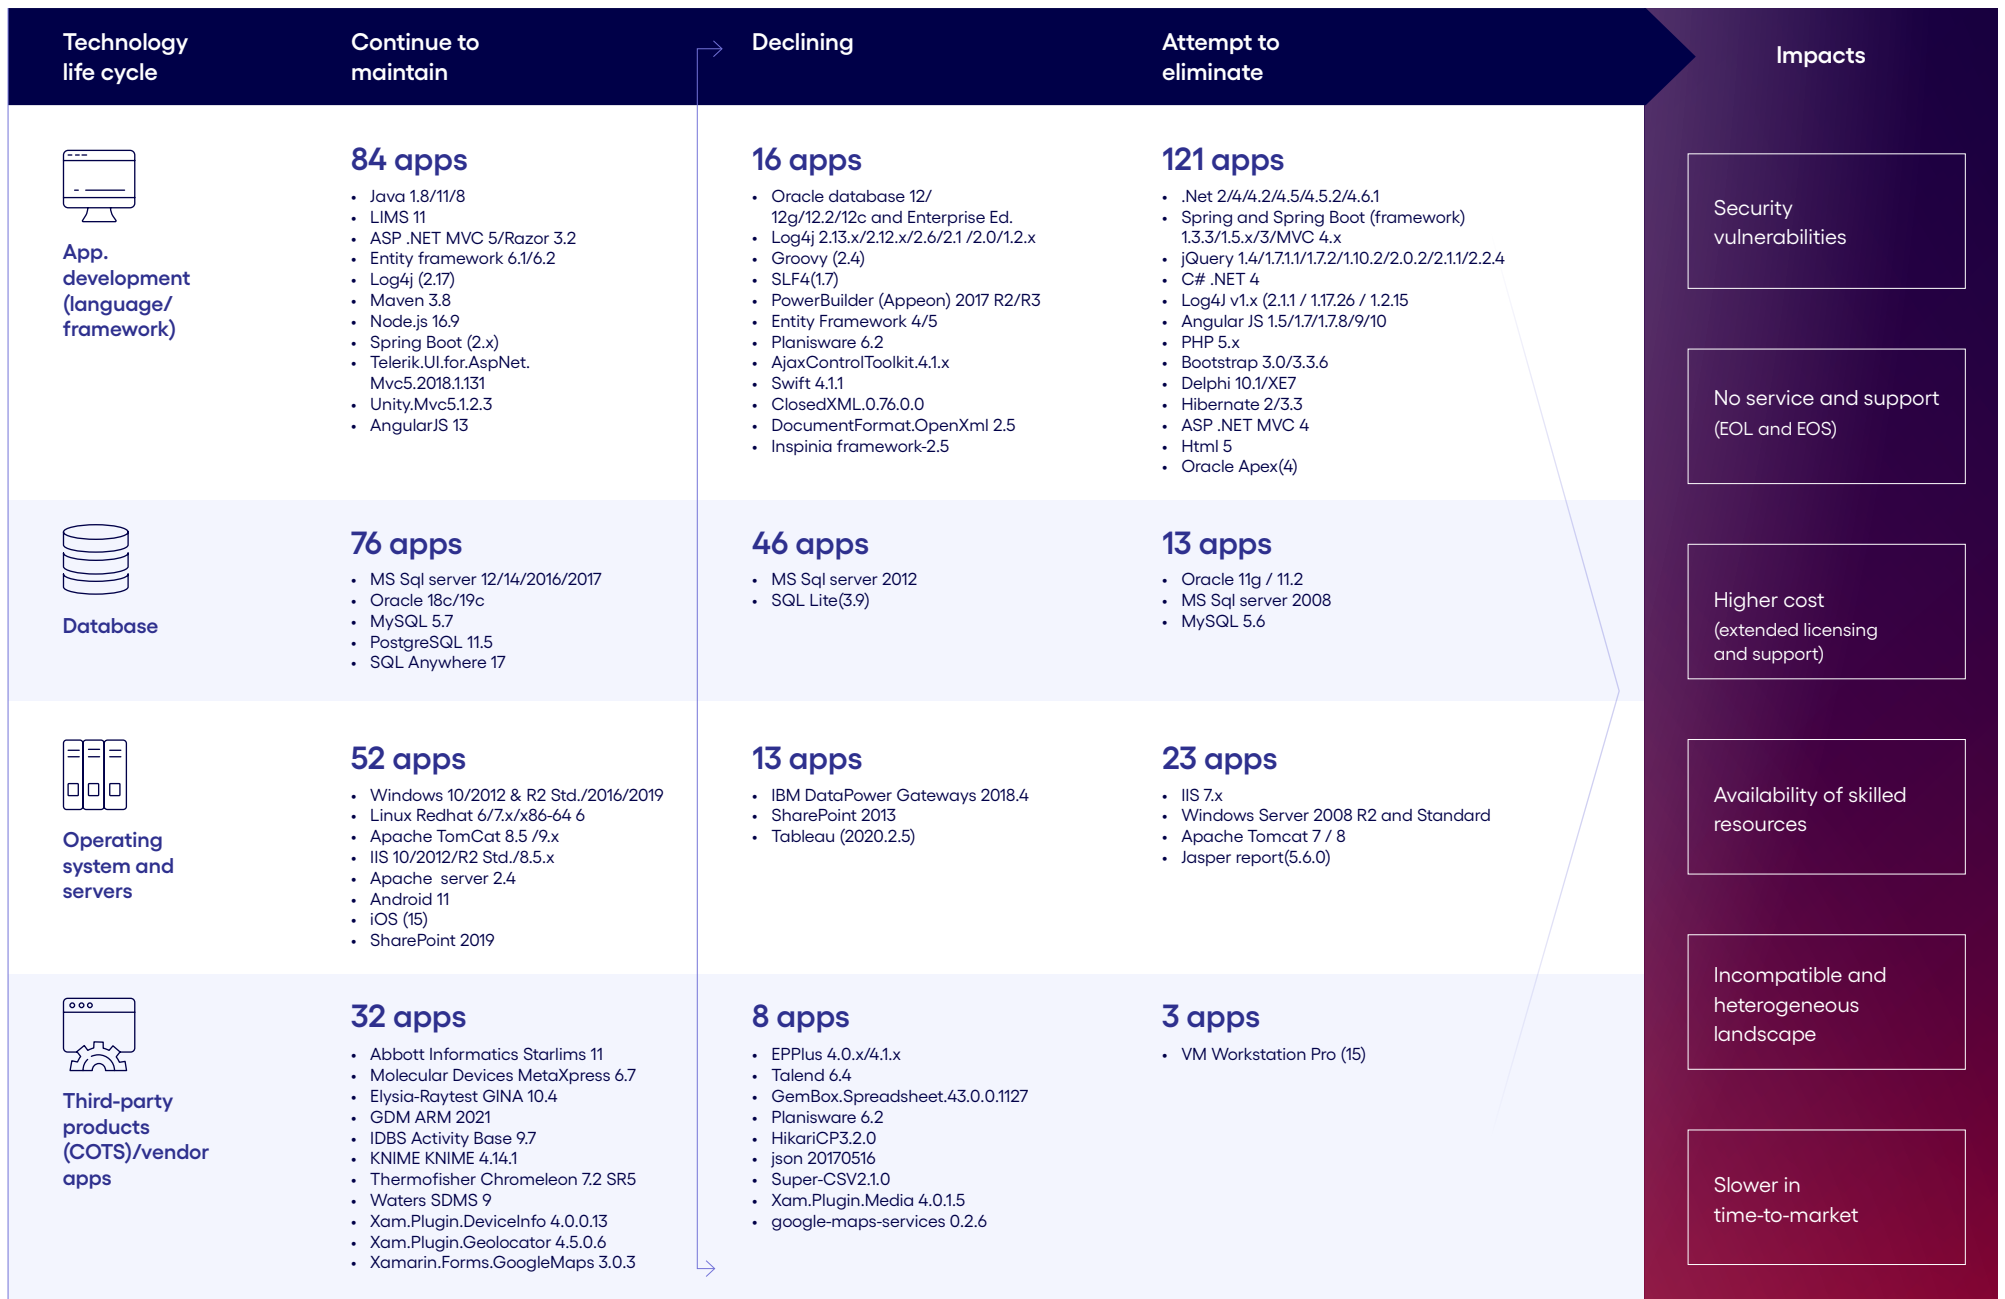 Technology
life cycle
Continue to
maintain
Declining
Attempt to
eliminate
Impacts
App.
development
(language/
framework)
84 apps
• Java 1.8/11/8
• LIMS 11
• ASP .NET MVC 5/Razor 3.2
• Entity framework 6.1/6.2
• Log4j (2.17)
• Maven 3.8
• Node.js 16.9
• Spring Boot (2.x)
• Telerik.UI.for.AspNet.
Mvc5.2018.1.131
• Unity.Mvc5.1.2.3
• AngularJS 13
16 apps
• Oracle database 12/
12g/12.2/12c and Enterprise Ed.
• Log4j 2.13.x/2.12.x/2.6/2.1 /2.0/1.2.x
• Groovy (2.4)
• SLF4(1.7)
• PowerBuilder (Appeon) 2017 R2/R3
• Entity Framework 4/5
• Planisware 6.2
• AjaxControlToolkit.4.1.x
• Swift 4.1.1
• ClosedXML.0.76.0.0
• DocumentFormat.OpenXml 2.5
• Inspinia framework-2.5
121 apps
• .Net 2/4/4.2/4.5/4.5.2/4.6.1
• Spring and Spring Boot (framework)
1.3.3/1.5.x/3/MVC 4.x
• jQuery 1.4/1.7.1.1/1.7.2/1.10.2/2.0.2/2.1.1/2.2.4
• C# .NET 4
• Log4J v1.x (2.1.1 / 1.17.26 / 1.2.15
• Angular JS 1.5/1.7/1.7.8/9/10
• PHP 5.x
• Bootstrap 3.0/3.3.6
• Delphi 10.1/XE7
• Hibernate 2/3.3
• ASP .NET MVC 4
• Html 5
• Oracle Apex(4)
Database
76 apps
• MS Sql server 12/14/2016/2017
• Oracle 18c/19c
• MySQL 5.7
• PostgreSQL 11.5
• SQL Anywhere 17
46 apps
• MS Sql server 2012
• SQL Lite(3.9)
13 apps
• Oracle 11g / 11.2
• MS Sql server 2008
• MySQL 5.6
Operating
system and
servers
52 apps
• Windows 10/2012 & R2 Std./2016/2019
• Linux Redhat 6/7.x/x86-64 6
• Apache TomCat 8.5 /9.x
• IIS 10/2012/R2 Std./8.5.x
• Apache  server 2.4
• Android 11
• iOS (15)
• SharePoint 2019
13 apps
• IBM DataPower Gateways 2018.4
• SharePoint 2013
• Tableau (2020.2.5)
23 apps
• IIS 7.x
• Windows Server 2008 R2 and Standard
• Apache Tomcat 7 / 8
• Jasper report(5.6.0)
Third-party
products
(COTS)/vendor
apps
32 apps
• Abbott Informatics Starlims 11
• Molecular Devices MetaXpress 6.7
• Elysia-Raytest GINA 10.4
• GDM ARM 2021
• IDBS Activity Base 9.7
• KNIME KNIME 4.14.1
• Thermofisher Chromeleon 7.2 SR5
• Waters SDMS 9
• Xam.Plugin.DeviceInfo 4.0.0.13
• Xam.Plugin.Geolocator 4.5.0.6
• Xamarin.Forms.GoogleMaps 3.0.3
8 apps
• EPPlus 4.0.x/4.1.x
• Talend 6.4
• GemBox.Spreadsheet.43.0.0.1127
• Planisware 6.2
• HikariCP3.2.0
• json 20170516
• Super-CSV2.1.0
• Xam.Plugin.Media 4.0.1.5
• google-maps-services 0.2.6
3 apps
• VM Workstation Pro (15)
Security
vulnerabilities
No service and support
(EOL and EOS)
Higher cost
(extended licensing
and support)
Availability of skilled
resources
Incompatible and
heterogeneous
landscape
Slower in
time-to-market